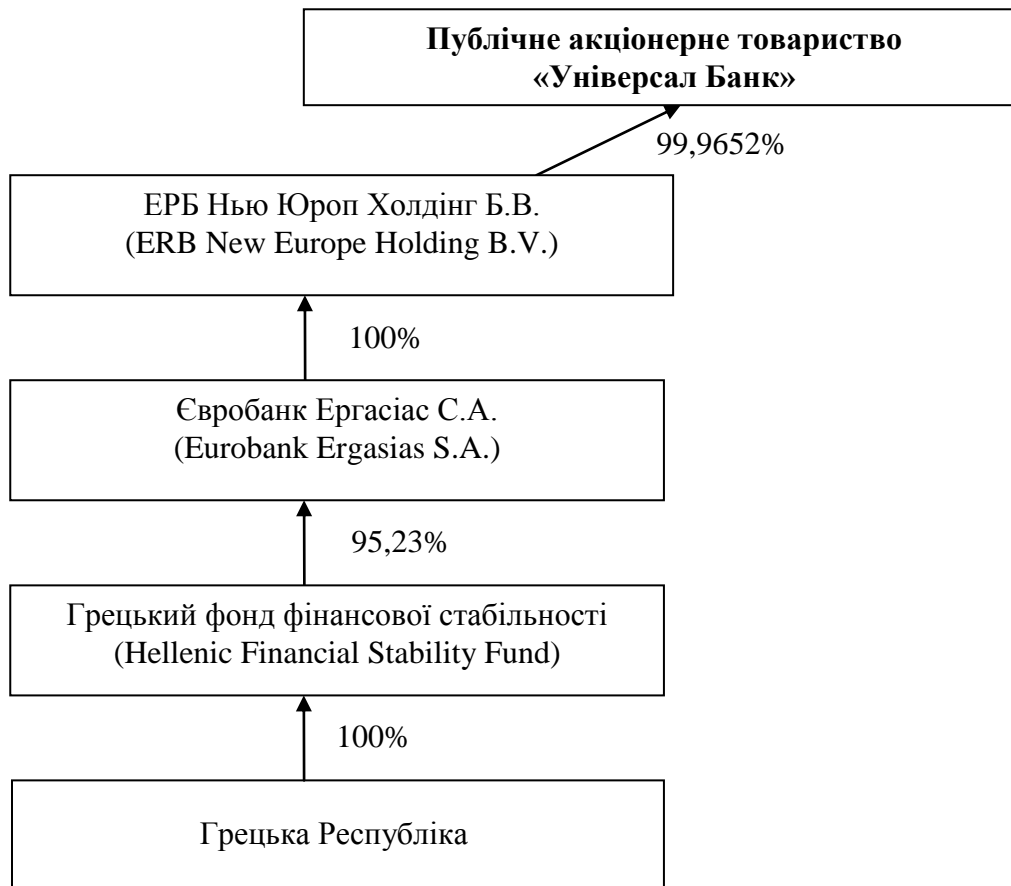 Публічне акціонерне товариство
«Універсал Банк»
99,9652%
ЕРБ Нью Юроп Холдінг Б.В.
(ERB New Europe Holding B.V.)
100%
Євробанк Ергасіас С.А.
(Eurobank Ergasias S.A.)
95,23%
Грецький фонд фінансової стабільності
(Hellenic Financial Stability Fund)
100%
Грецька Республіка